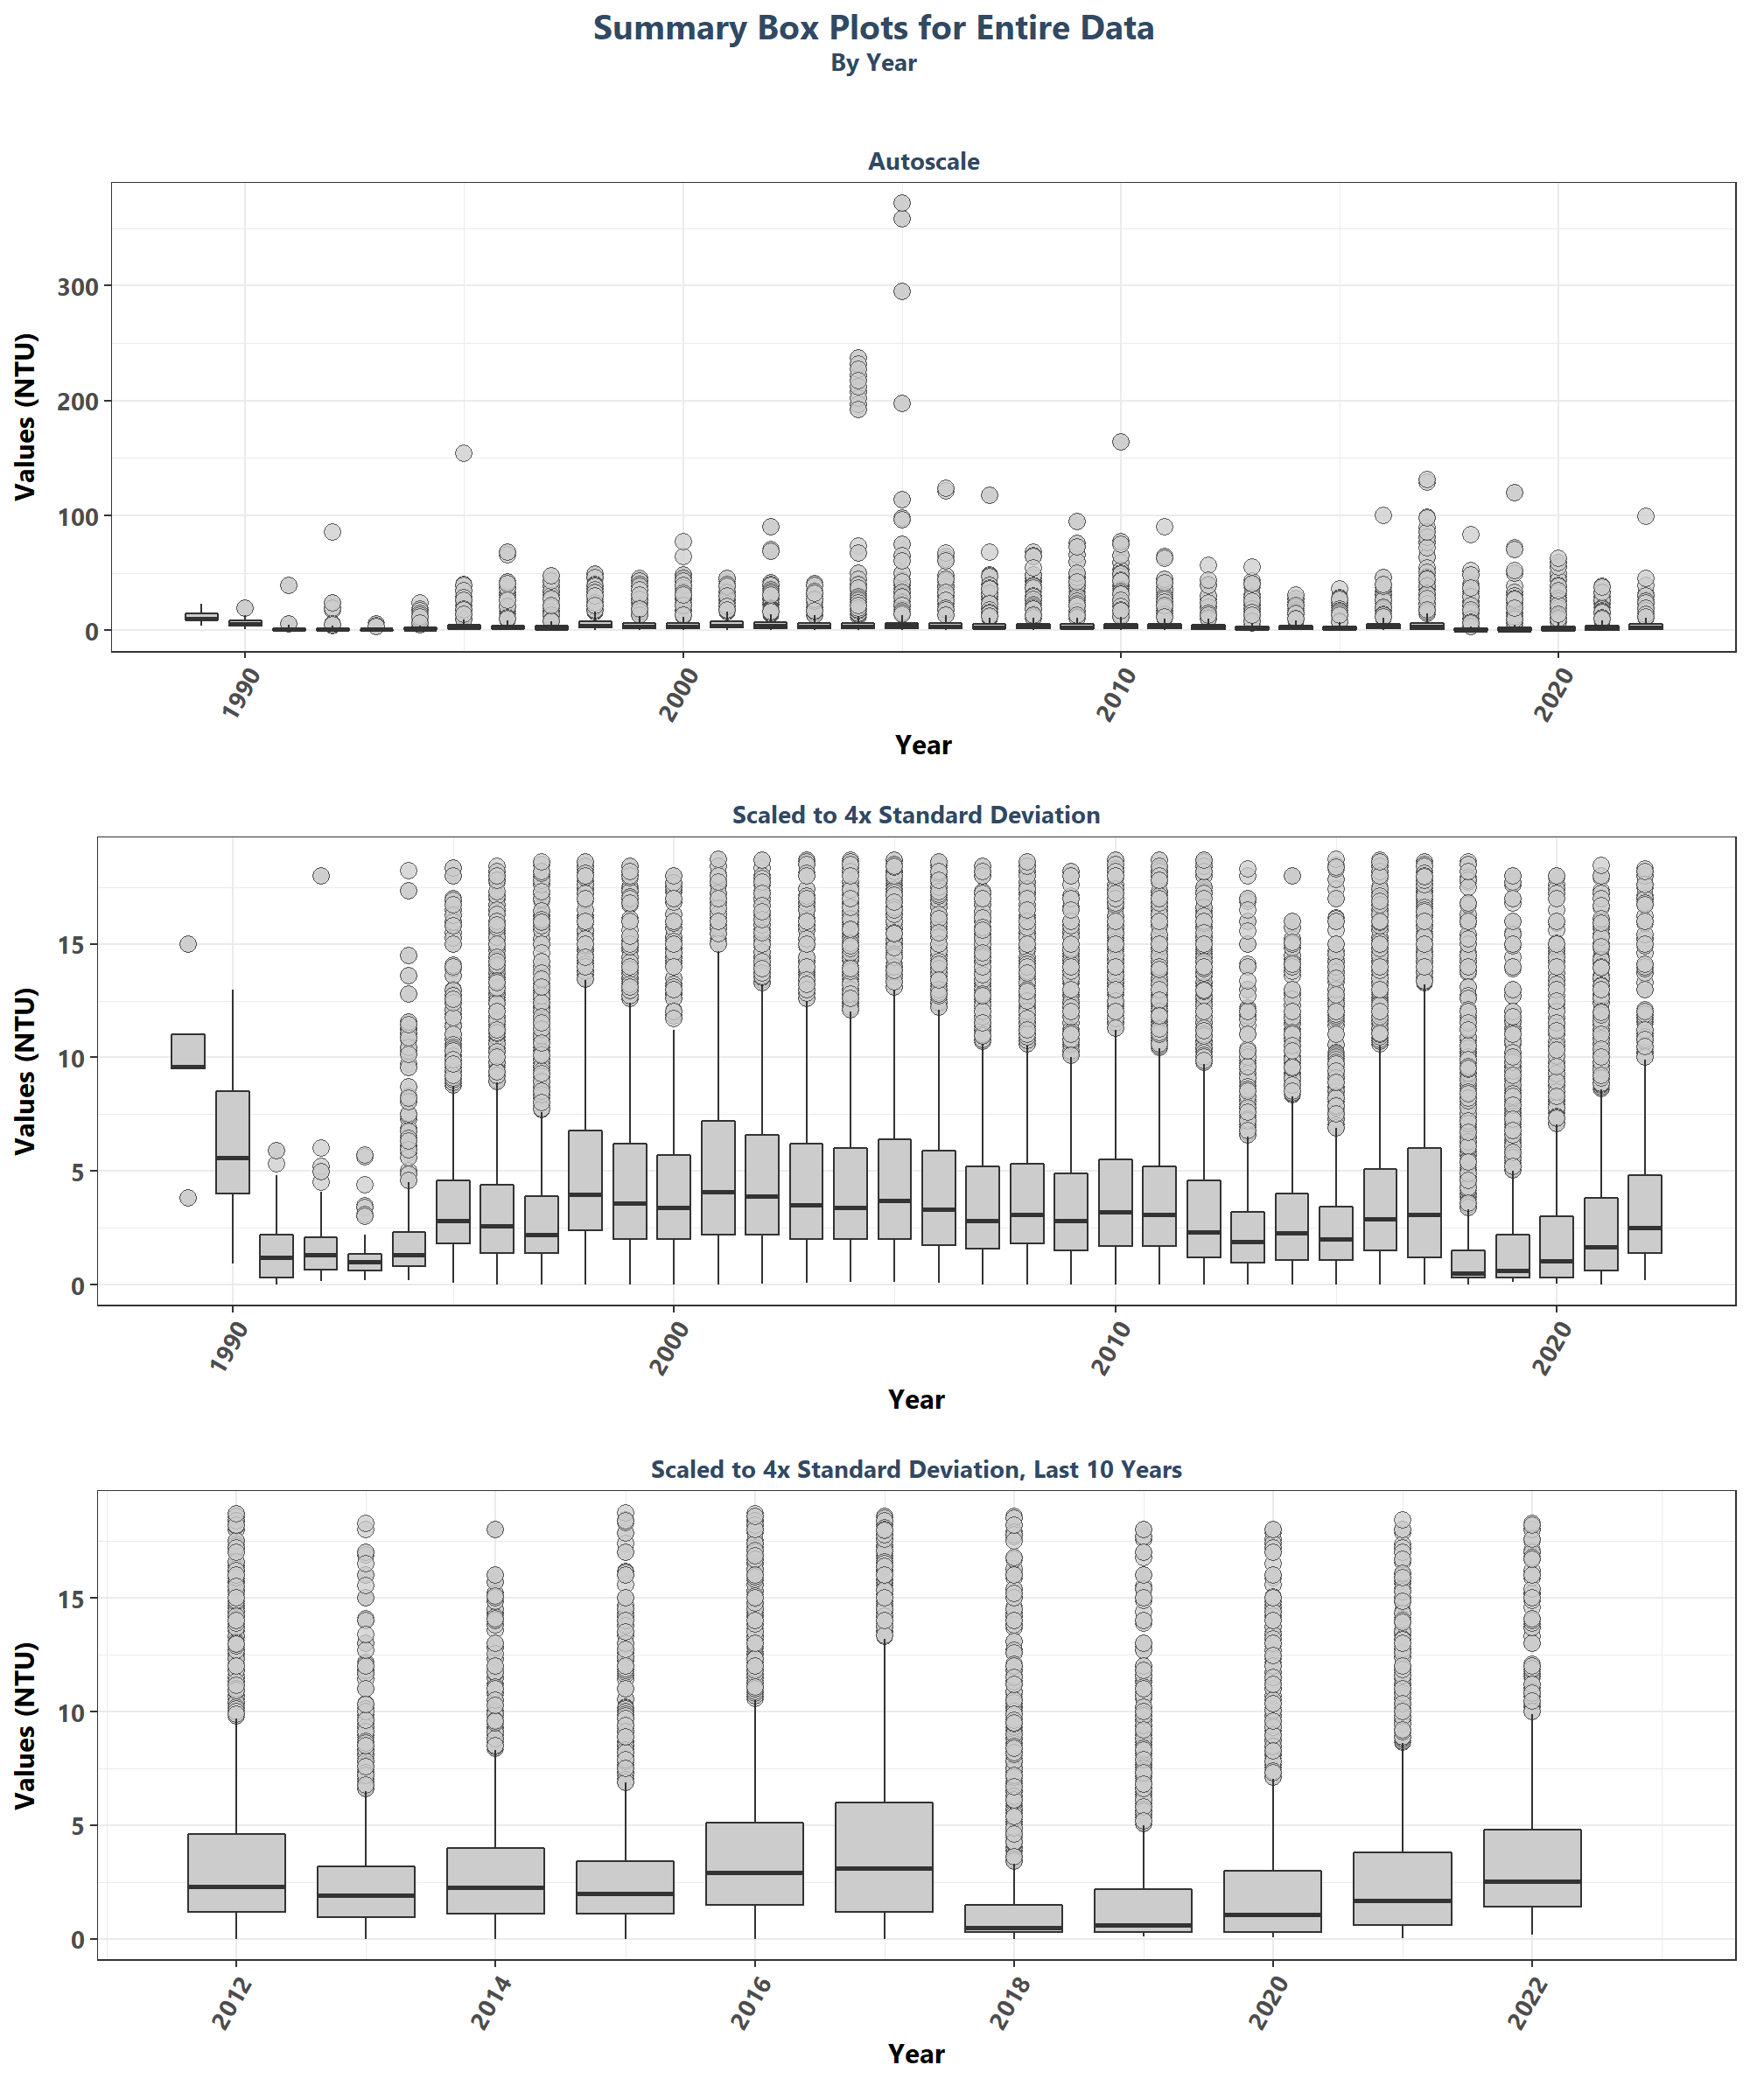 Summary Box Plots for Entire Data
By Year
Autoscale
Values (NTU)
300
200
100
0
1990
2000
2010
2020
Year
Scaled to 4x Standard Deviation
Values (NTU)
15
10
5
0
1990
2000
2010
2020
Year
Scaled to 4x Standard Deviation, Last 10 Years
Values (NTU)
15
10
5
0
2012
2014
2016
2018
2020
2022
Year